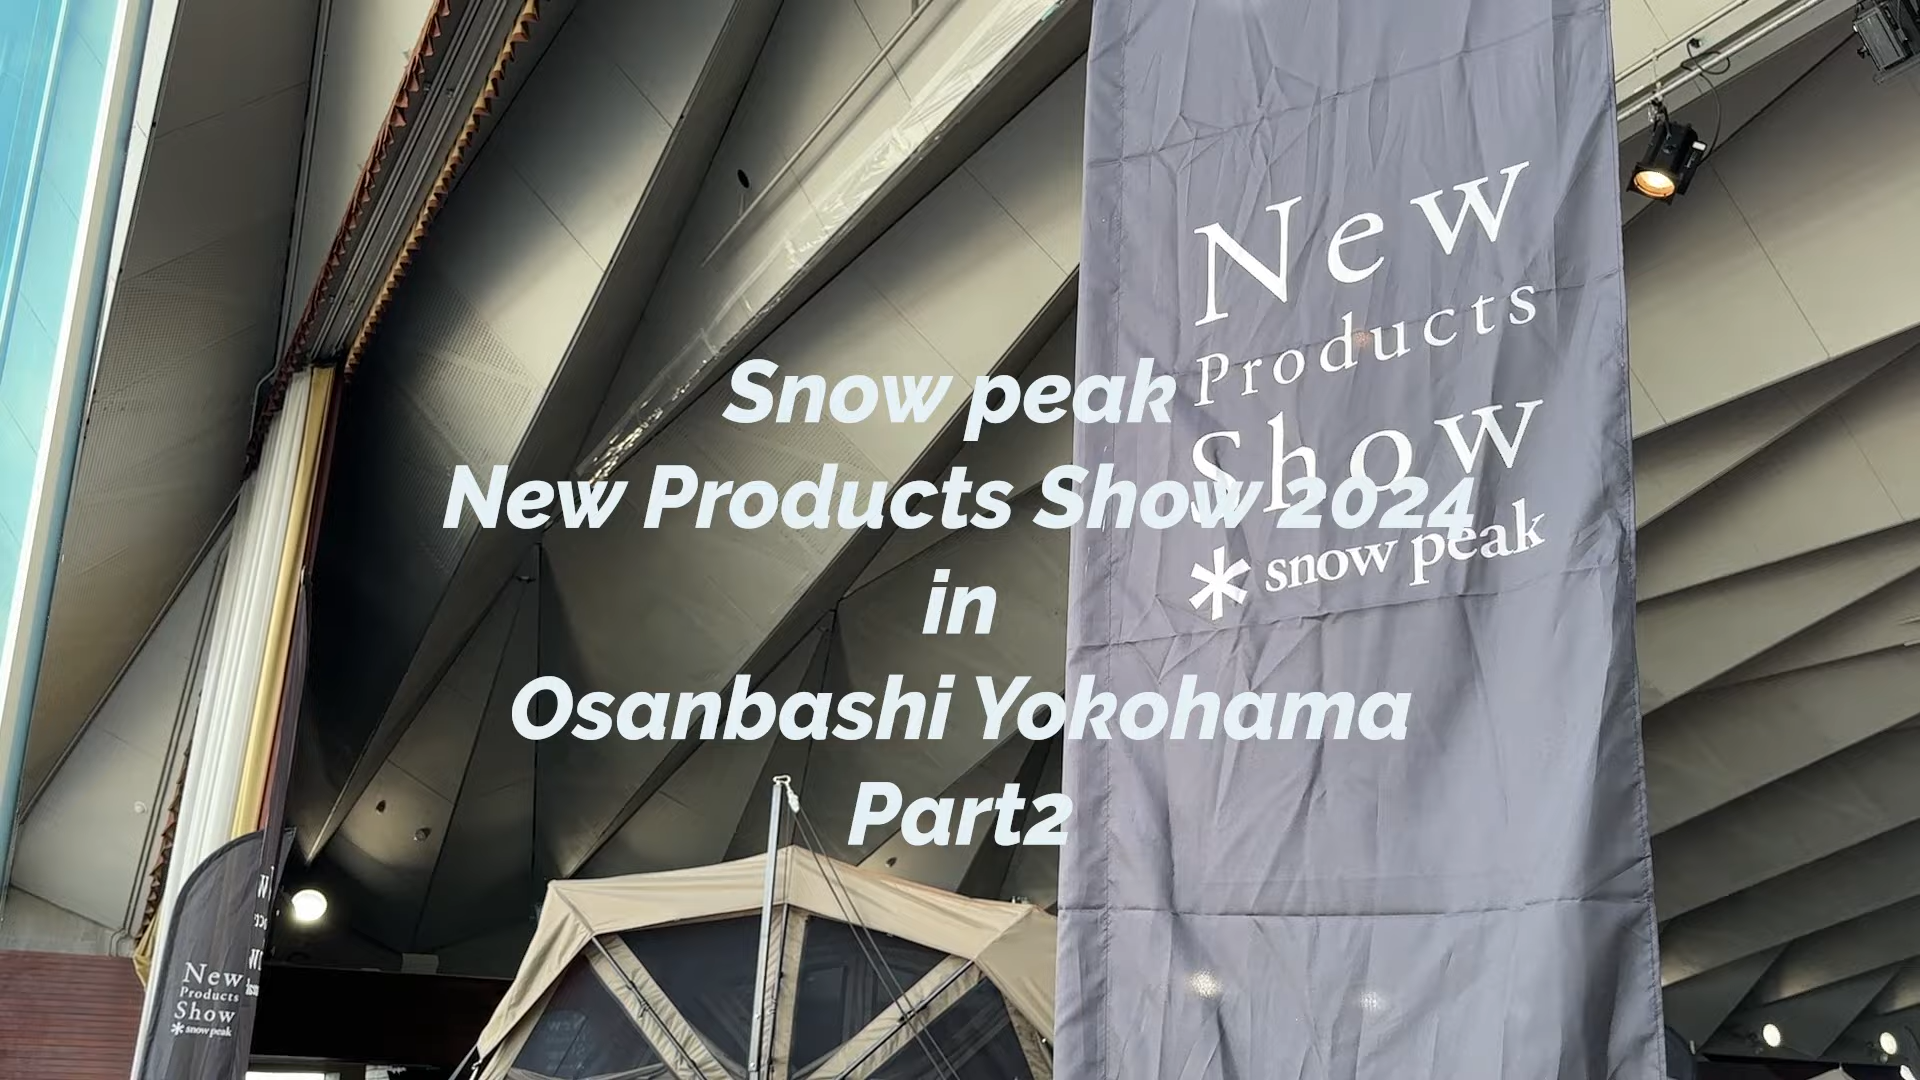 New
Products
Show
snow peak
Snow peak
New Products Show 2024
in
Osanbashi Yokohama
Part2
New
Products
Show
snow peak